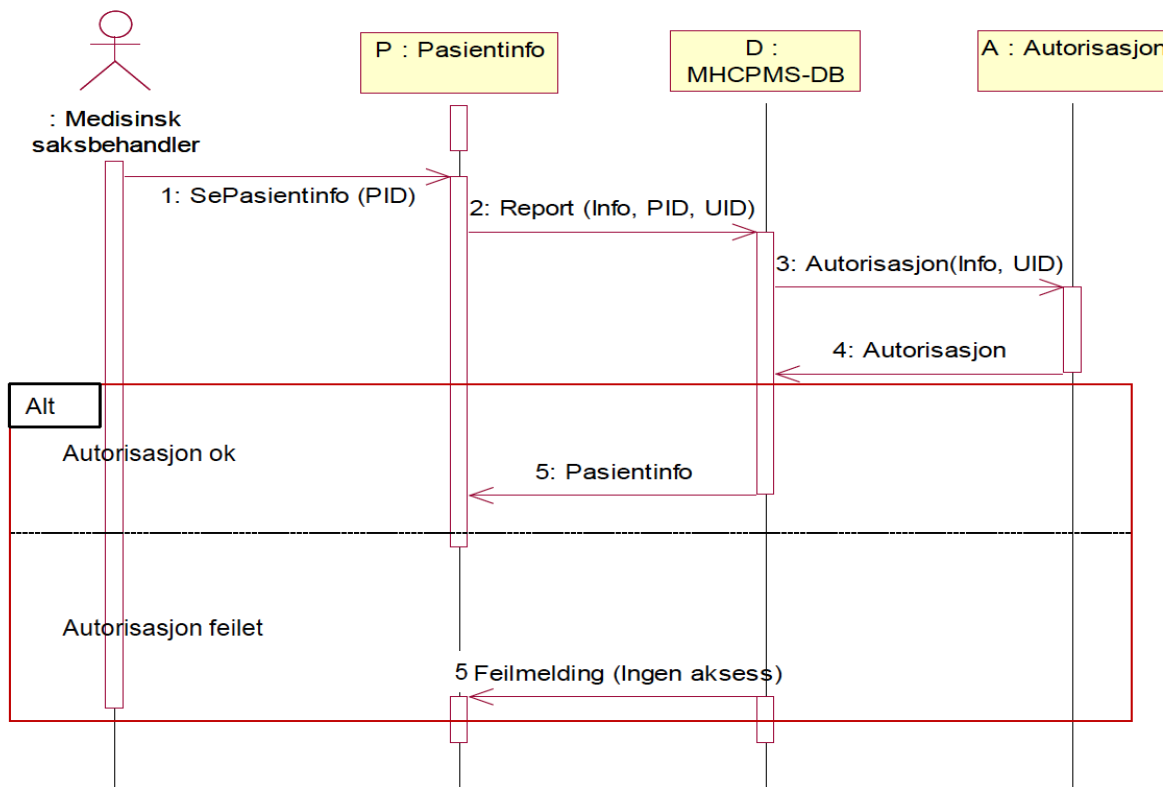 P : Pasientinfo
D :
MHCPMS-DB
A : Autorisasjon
: Medisinsk
saksbehandler
1: SePasientinfo (PID)
2: Report (Info, PID, UID)
3: Autorisasjon(Info, UID)
4: Autorisasjon
Alt
Autorisasjon ok
5: Pasientinfo
Autorisasjon feilet
5 Feilmelding (Ingen aksess)